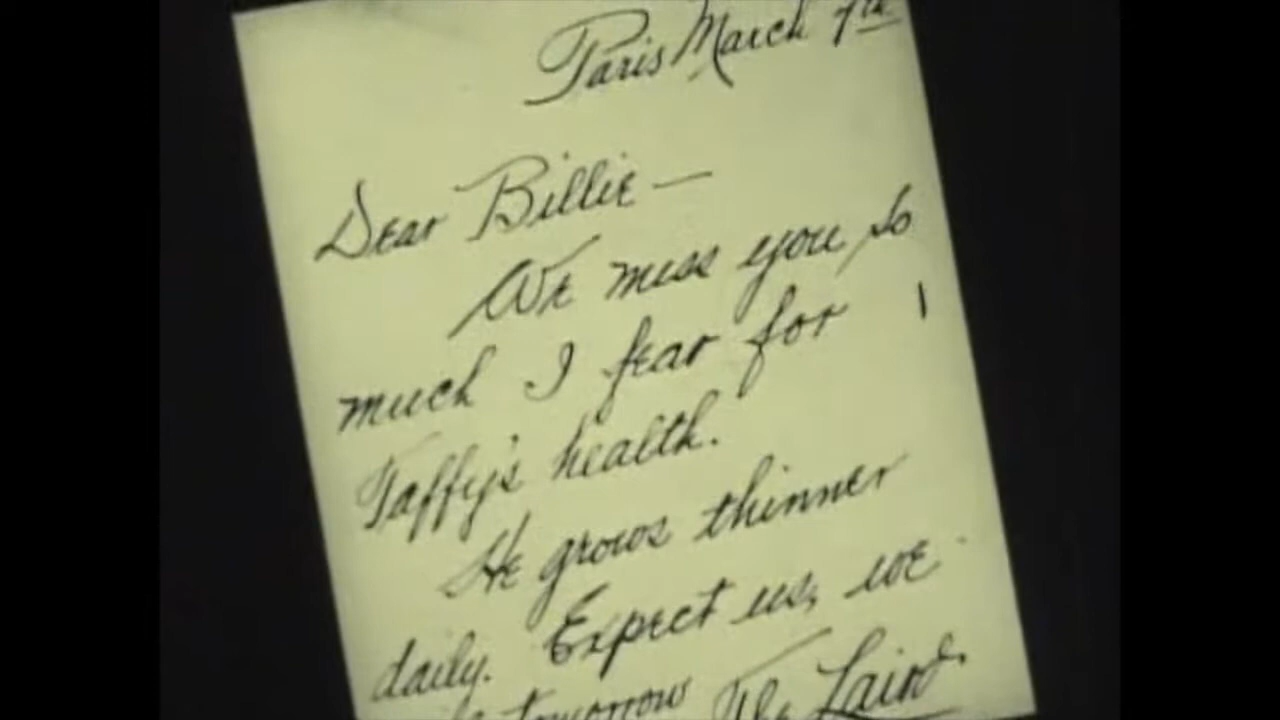 Paris March 7th
Dear Billie —
We miss you so
much I fear for
Taffy's health.
He grows thinner
daily. Expect us, we
tomorrow The Laird.